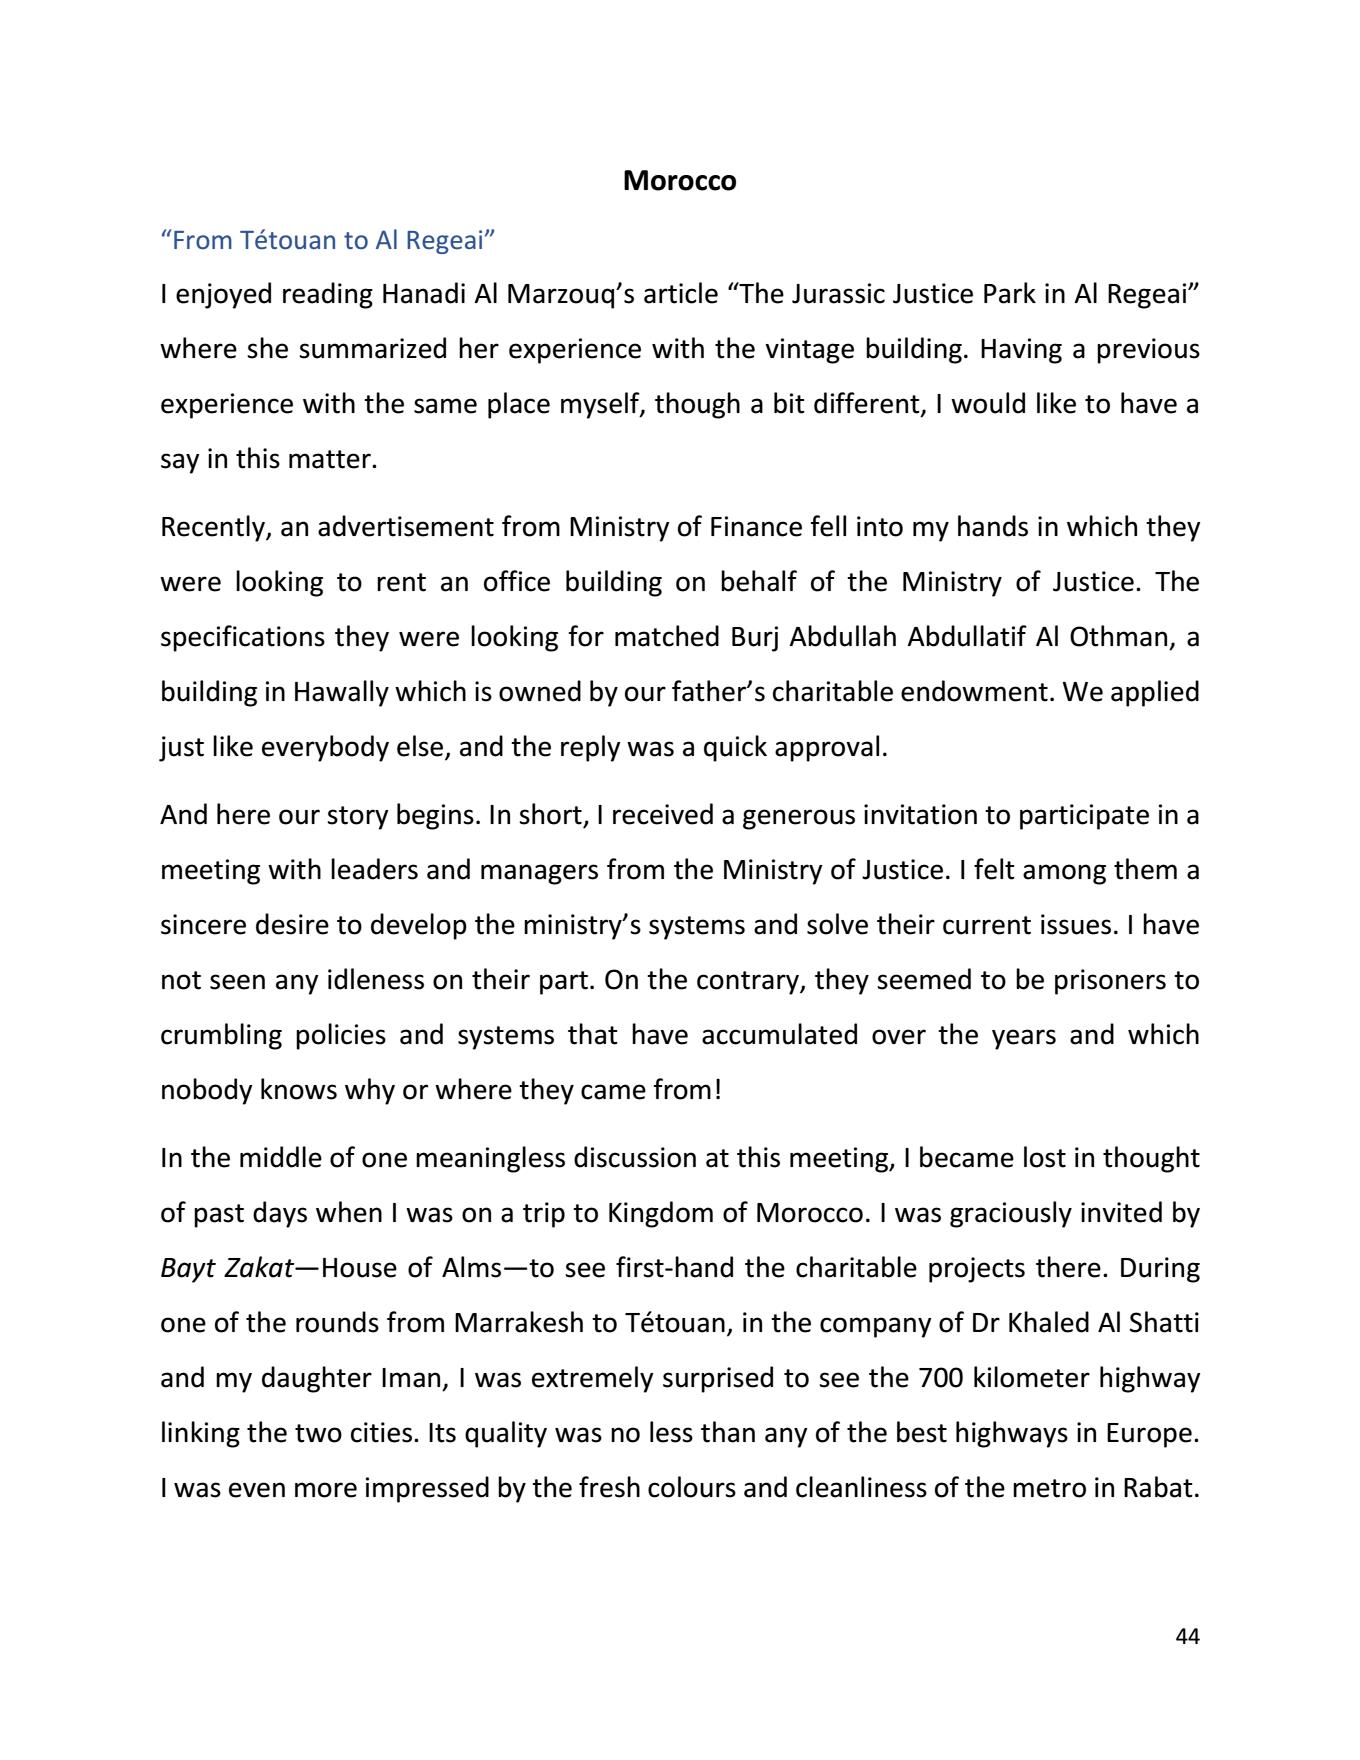 Morocco
“From Tétouan to Al Regeai”
I enjoyed reading Hanadi Al Marzouq’s article “The Jurassic Justice Park in Al Regeai”
where she summarized her experience with the vintage building. Having a previous
experience with the same place myself, though a bit different, I would like to have a
say in this matter.
Recently, an advertisement from Ministry of Finance fell into my hands in which they
were looking to rent an office building on behalf of the Ministry of Justice. The
specifications they were looking for matched Burj Abdullah Abdullatif Al Othman, a
building in Hawally which is owned by our father’s charitable endowment. We applied
just like everybody else, and the reply was a quick approval.
And here our story begins. In short, I received a generous invitation to participate in a
meeting with leaders and managers from the Ministry of Justice. I felt among them a
sincere desire to develop the ministry’s systems and solve their current issues. I have
not seen any idleness on their part. On the contrary, they seemed to be prisoners to
crumbling policies and systems that have accumulated over the years and which
nobody knows why or where they came from!
In the middle of one meaningless discussion at this meeting, I became lost in thought
of past days when I was on a trip to Kingdom of Morocco. I was graciously invited by
Bayt Zakat—House of Alms—to see first-hand the charitable projects there. During
one of the rounds from Marrakesh to Tétouan, in the company of Dr Khaled Al Shatti
and my daughter Iman, I was extremely surprised to see the 700 kilometer highway
linking the two cities. Its quality was no less than any of the best highways in Europe.
I was even more impressed by the fresh colours and cleanliness of the metro in Rabat.
44